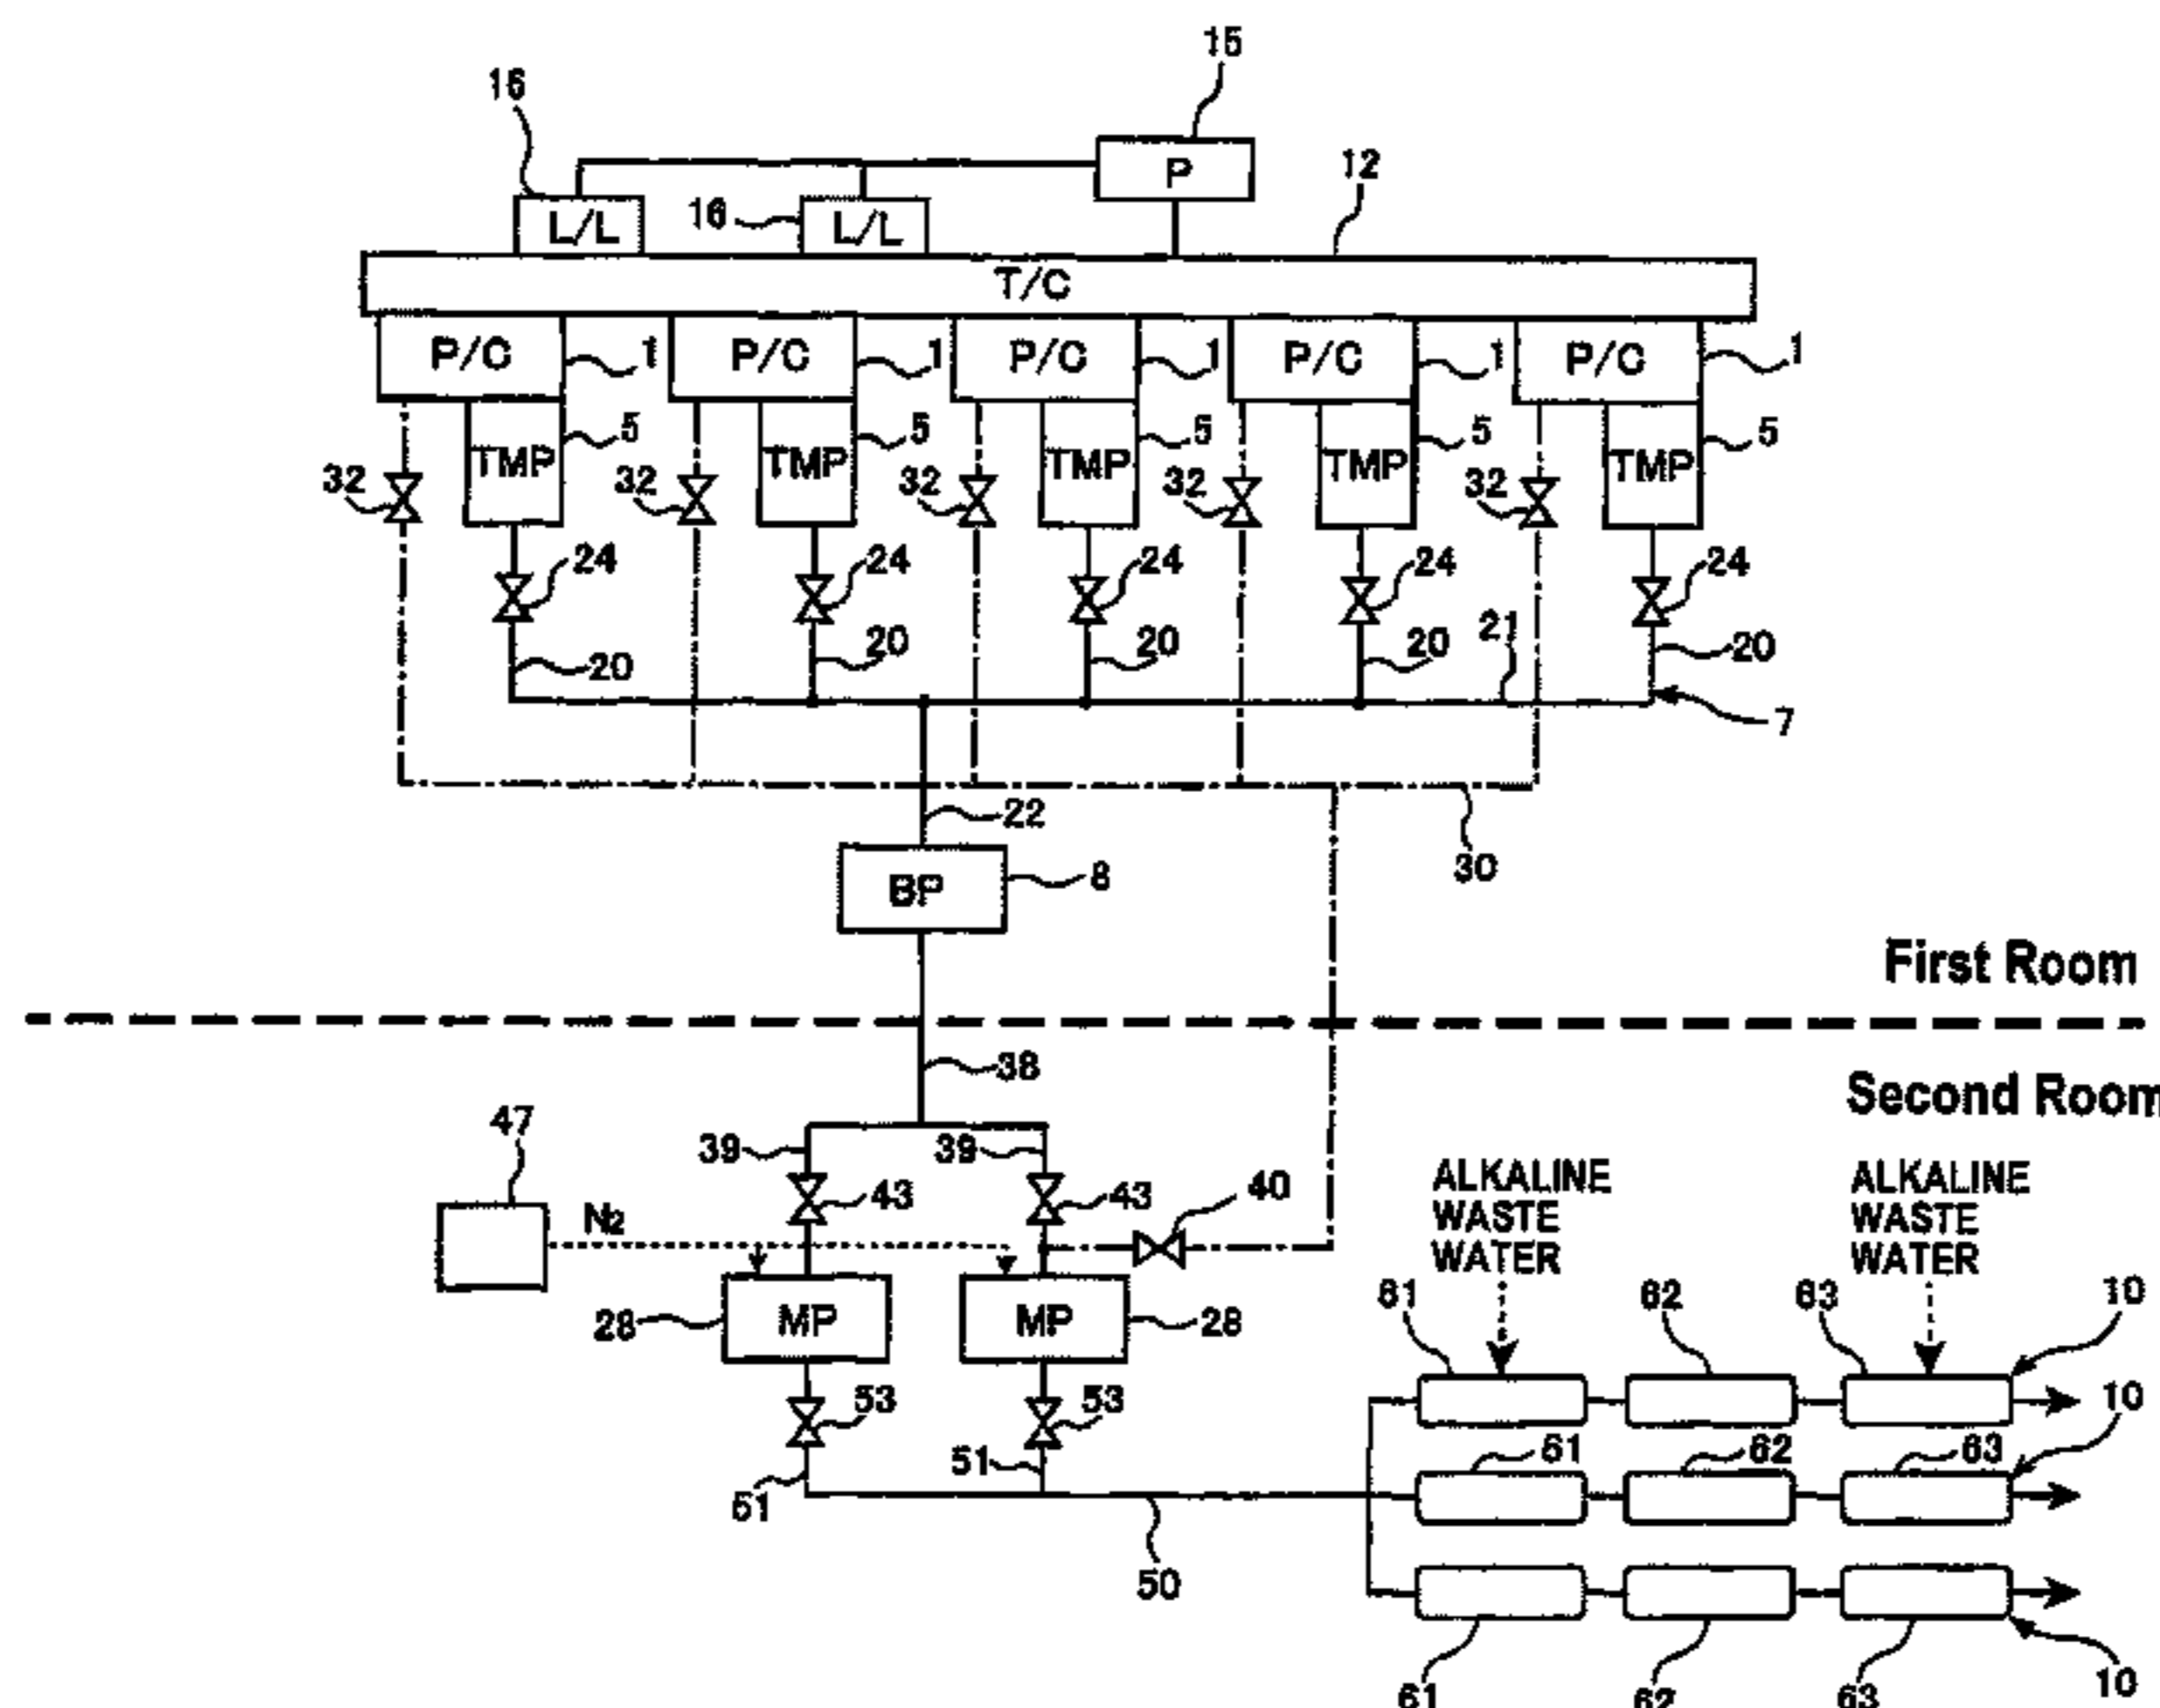 15
16
12
P
16
L/L
L/L
T/C
P/C 1 P/C 1 P/C 1 P/C 1 P/C 1
5 5 5 5 5
TMP TMP TMP TMP TMP
32 32 32 32 32
24 24 24 24 24
20 20 20 20 21 20
7
22
30
BP 8
First Room
38
Second Room
47
39 39
ALKALINE ALKALINE
WASTE WASTE
WATER WATER
43 43 40
N2
61 62 63 10
28 MP MP 28
53 53
10
61 62 63
51 51
50
61 62 63 10